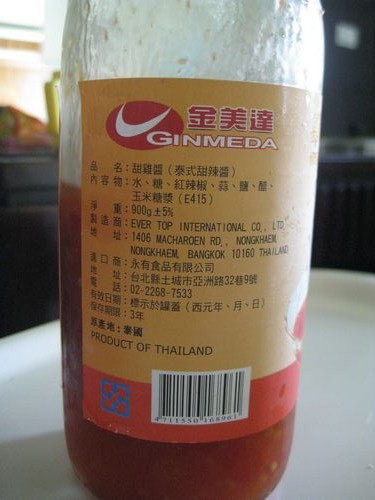 金美達
GINMEDA
品　名：甜雞醬（泰式甜辣醬）
內容物：水、糖、紅辣椒、蒜、鹽、醋、
玉米糖漿（E415）
淨　重：900g±5%
製造商：EVER TOP INTERNATIONAL CO., LTD.
地　址：1406 MACHAROEN RD., NONGKHAEM,
NONGKHAEM, BANGKOK 10160 THAILAND
進口商：永有食品有限公司
地　址：台北縣土城市亞洲路32巷9號
電　話：02-2268-7533
有效日期：標示於罐蓋（西元年、月、日）
保存期限：3年
原產地：泰國
PRODUCT OF THAILAND
4711550168961